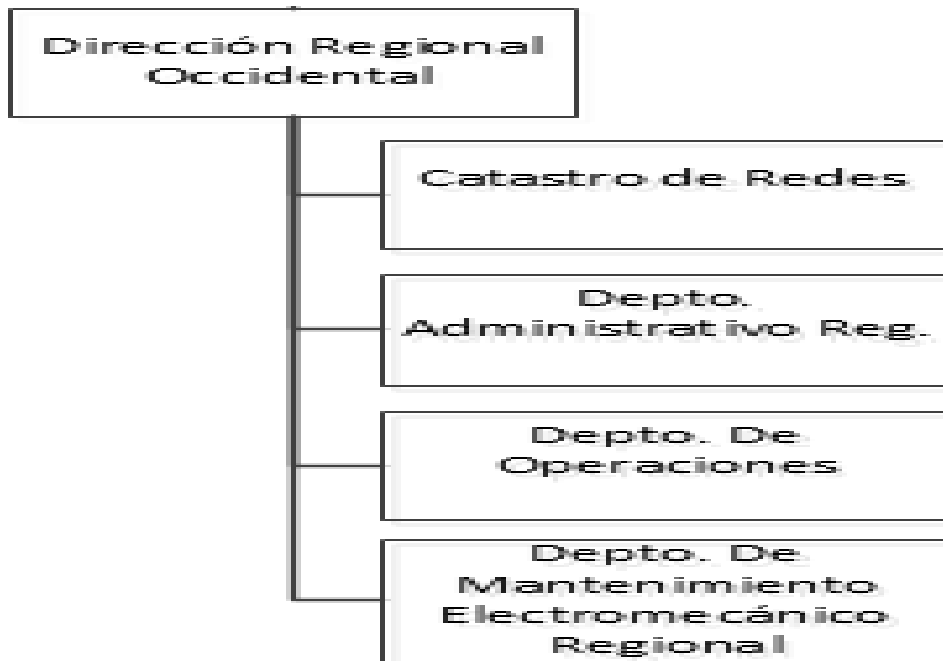 Dirección Regional
Occidental
Catastro de Redes
Depto.
Administrativo Reg.
Depto. De
Operaciones
Depto. De
Mantenimiento
Electromecánico
Regional